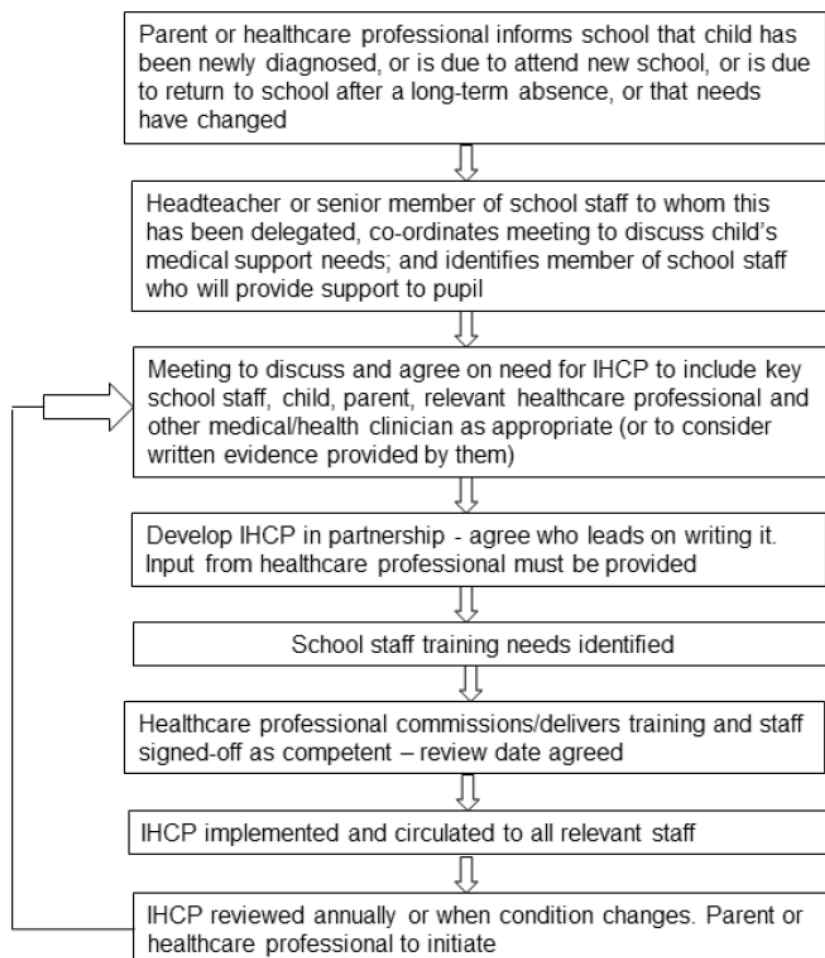 Parent or healthcare professional informs school that child has
been newly diagnosed, or is due to attend new school, or is due
to return to school after a long-term absence, or that needs
have changed
Headteacher or senior member of school staff to whom this
has been delegated, co-ordinates meeting to discuss child's
medical support needs; and identifies member of school staff
who will provide support to pupil
Meeting to discuss and agree on need for IHCP to include key
school staff, child, parent, relevant healthcare professional and
other medical/health clinician as appropriate (or to consider
written evidence provided by them)
Develop IHCP in partnership - agree who leads on writing it.
Input from healthcare professional must be provided
School staff training needs identified
Healthcare professional commissions/delivers training and staff
signed-off as competent – review date agreed
IHCP implemented and circulated to all relevant staff
IHCP reviewed annually or when condition changes. Parent or
healthcare professional to initiate